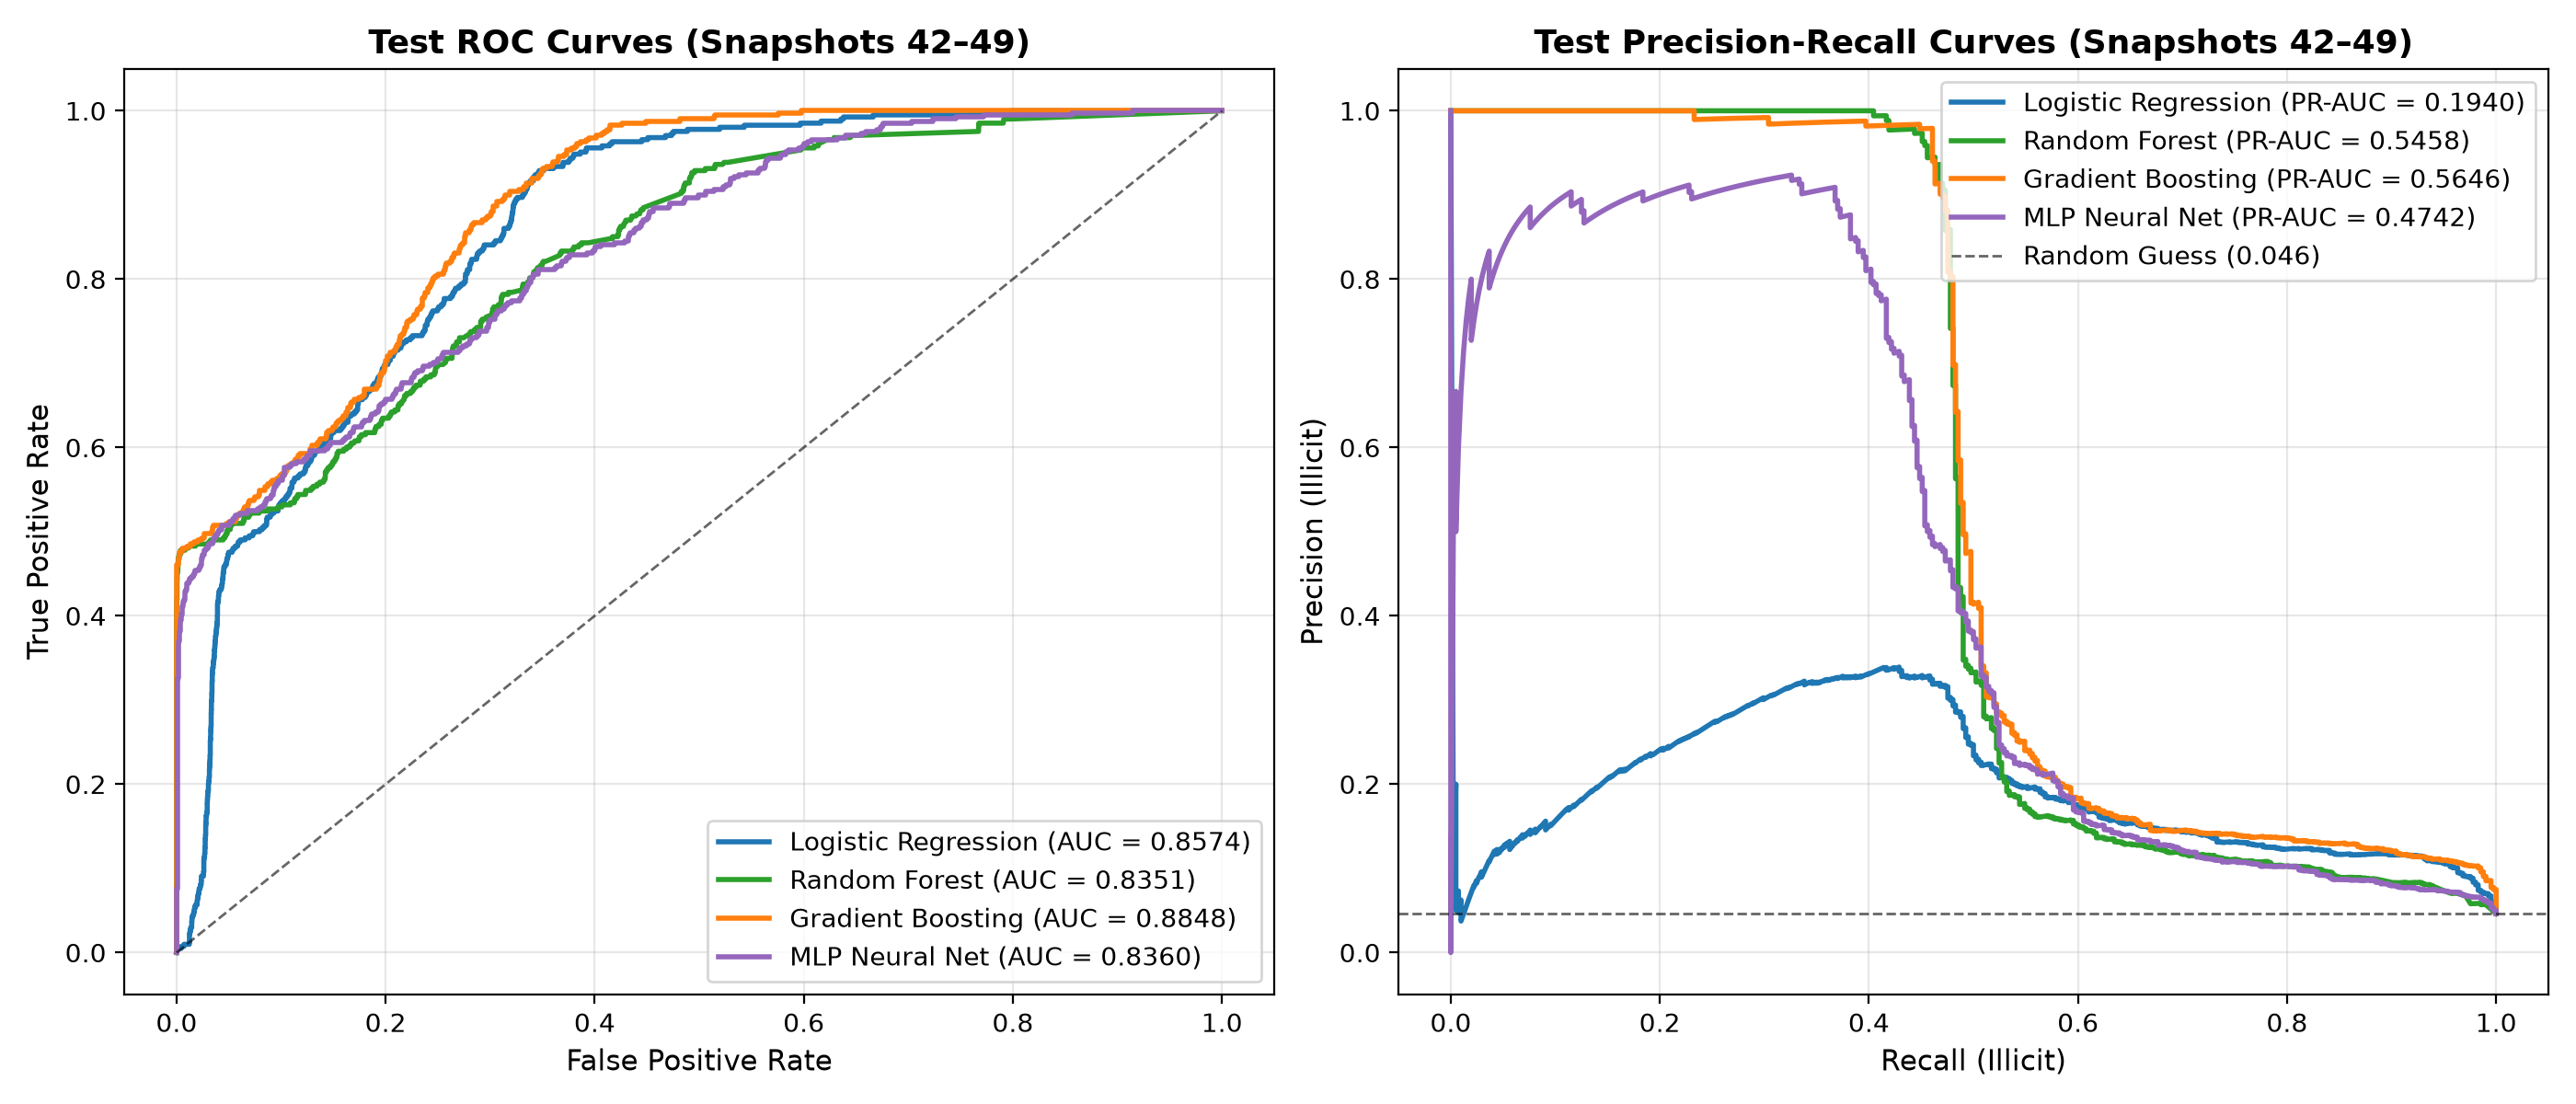 Test ROC Curves (Snapshots 42–49)
True Positive Rate
1.0
0.8
0.6
0.4
0.2
0.0
Logistic Regression (AUC = 0.8574)
Random Forest (AUC = 0.8351)
Gradient Boosting (AUC = 0.8848)
MLP Neural Net (AUC = 0.8360)
0.0 0.2 0.4 0.6 0.8 1.0
False Positive Rate
Test Precision-Recall Curves (Snapshots 42–49)
Precision (Illicit)
1.0
0.8
0.6
0.4
0.2
0.0
Logistic Regression (PR-AUC = 0.1940)
Random Forest (PR-AUC = 0.5458)
Gradient Boosting (PR-AUC = 0.5646)
MLP Neural Net (PR-AUC = 0.4742)
Random Guess (0.046)
0.0 0.2 0.4 0.6 0.8 1.0
Recall (Illicit)